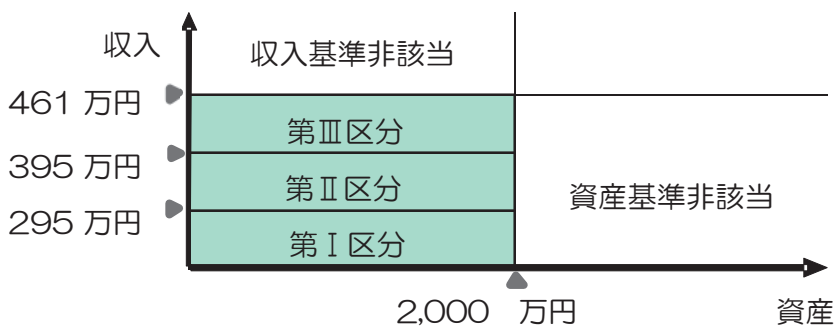 収入
収入基準非該当
461 万円
第Ⅲ区分
395 万円
第Ⅱ区分
資産基準非該当
295 万円
第Ⅰ区分
2,000 万円
資産